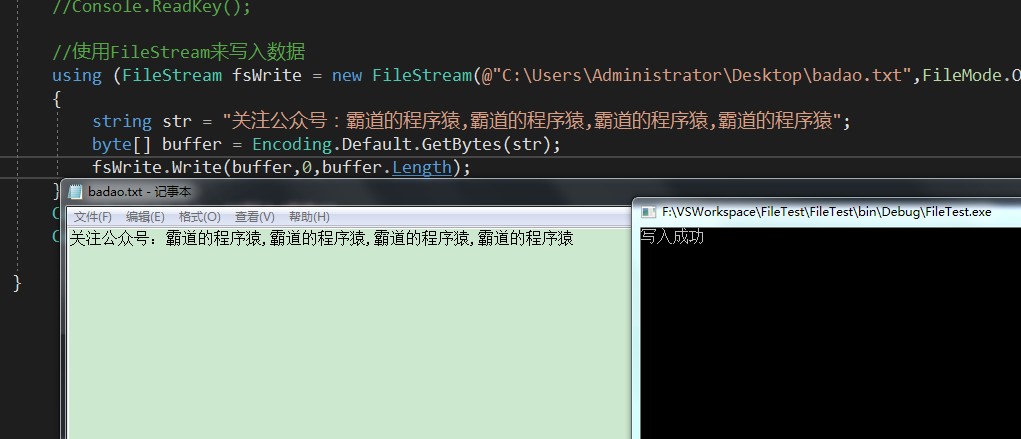 //Console.ReadKey();
//使用FileStream来写入数据
using (FileStream fsWrite = new FileStream(@"C:\Users\Administrator\Desktop\badao.txt",FileMode.O
{
string str = "关注公众号：霸道的程序猿,霸道的程序猿,霸道的程序猿,霸道的程序猿";
byte[] buffer = Encoding.Default.GetBytes(str);
fsWrite.Write(buffer,0,buffer.Length);
}
C
C
}
badao.txt - 记事本
文件(F) 编辑(E) 格式(O) 查看(V) 帮助(H)
关注公众号：霸道的程序猿,霸道的程序猿,霸道的程序猿,霸道的程序猿
F:\VSWorkspace\FileTest\FileTest\bin\Debug\FileTest.exe
写入成功